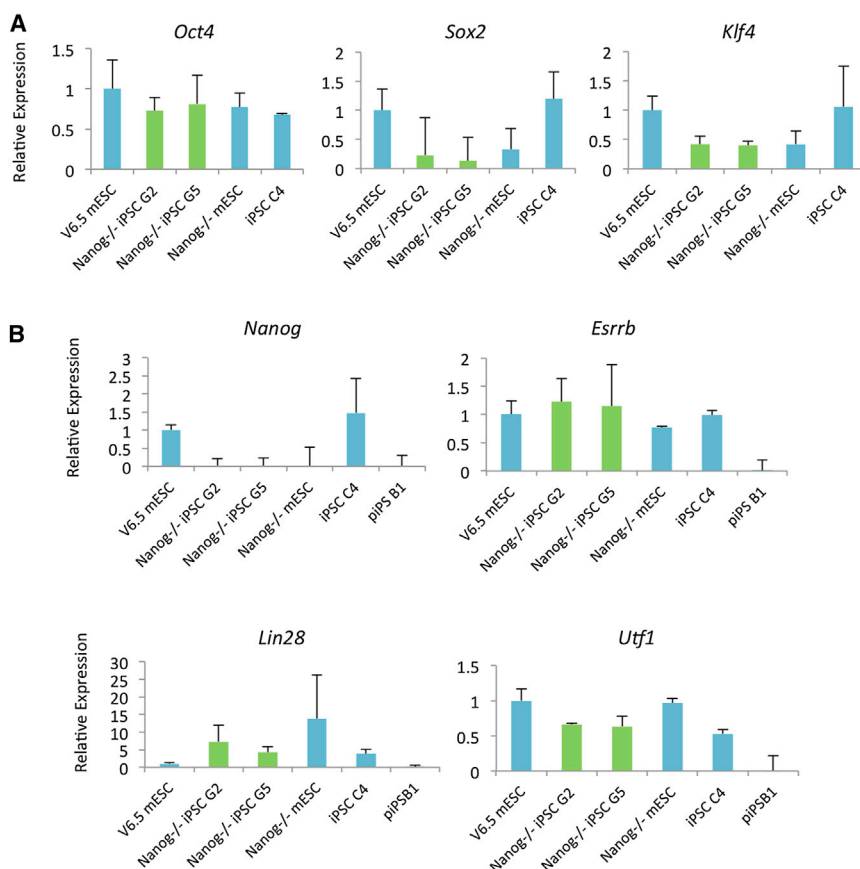 A
Oct4
Sox2
Klf4
Relative Expression
1.5
1
0.5
0
2
1.5
1
0.5
0
2
1.5
1
0.5
0
V6.5 mESC
Nanog-/- iPSC G2
Nanog-/- iPSC G5
Nanog-/- mESC
iPSC C4
V6.5 mESC
Nanog-/- iPSC G2
Nanog-/- iPSC G5
Nanog-/- mESC
iPSC C4
V6.5 mESC
Nanog-/- iPSC G2
Nanog-/- iPSC G5
Nanog-/- mESC
iPSC C4
B
Nanog
Esrrb
Relative Expression
3
2.5
2
1.5
1
0.5
0
2
1.5
1
0.5
0
V6.5 mESC
Nanog-/- iPSC G2
Nanog-/- iPSC G5
Nanog-/- mESC
iPSC C4
piPS B1
V6.5 mESC
Nanog-/- iPSC G2
Nanog-/- iPSC G5
Nanog-/- mESC
iPSC C4
piPS B1
Lin28
Utf1
Relative Expression
30
25
20
15
10
5
0
1.5
1
0.5
0
V6.5 mESC
Nanog-/- iPSC G2
Nanog-/- iPSC G5
Nanog-/- mESC
iPSC C4
piPSB1
V6.5 mESC
Nanog-/- iPSC G2
Nanog-/- iPSC G5
Nanog-/- mESC
iPSC C4
piPSB1